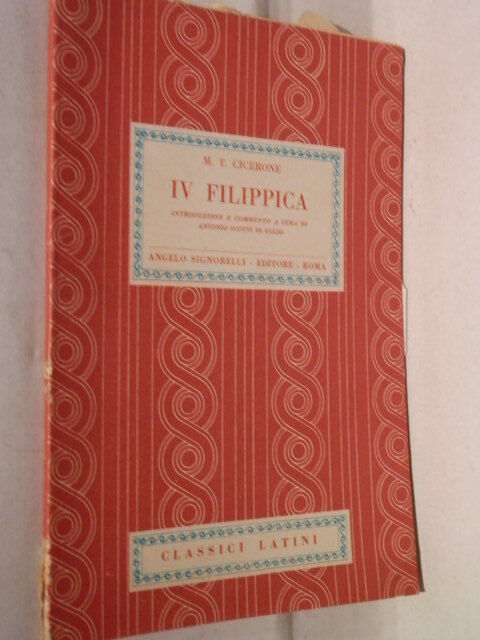 M. T. CICERONE
IV FILIPPICA
INTRODUZIONE E COMMENTO A CURA DI
ANTONIO SCOTTI DI UCCIO
ANGELO SIGNORELLI - EDITORE - ROMA
CLASSICI LATINI